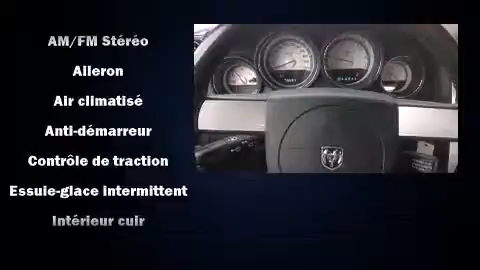 AM/FM Stéréo
Aileron
Air climatisé
Anti-démarreur
Contrôle de traction
Essuie-glace intermittent
Intérieur cuir